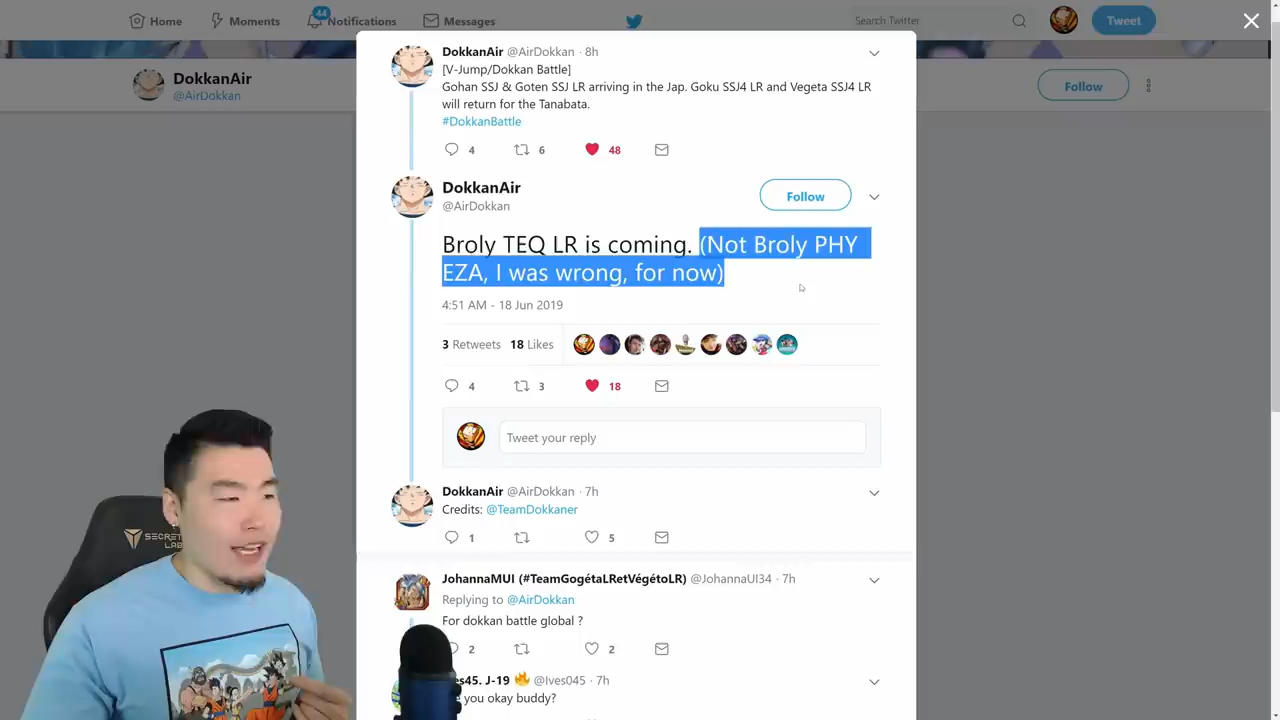 Home
Moments
44
Notifications
Messages
Search Twitter
Tweet
DokkanAir
@AirDokkan
Follow
DokkanAir @AirDokkan · 8h
[V-Jump/Dokkan Battle]
Gohan SSJ & Goten SSJ LR arriving in the Jap. Goku SSJ4 LR and Vegeta SSJ4 LR
will return for the Tanabata.
#DokkanBattle
4 6 48
DokkanAir
@AirDokkan
Follow
Broly TEQ LR is coming. (Not Broly PHY
EZA, I was wrong, for now)
4:51 AM - 18 Jun 2019
3 Retweets 18 Likes
4 3 18
Tweet your reply
DokkanAir @AirDokkan · 7h
Credits: @TeamDokkaner
1 5
JohannaMUI (#TeamGogétaLRetVégétoLR) @JohannaUI34 · 7h
Replying to @AirDokkan
For dokkan battle global ?
2 2
es45. J-19 🔥 @Ives045 · 7h
you okay buddy?
SECRET
LAB